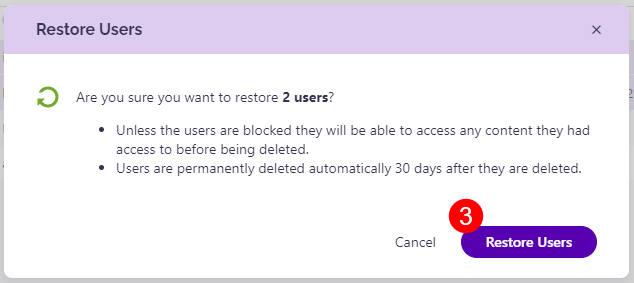 Restore Users
Are you sure you want to restore 2 users?
• Unless the users are blocked they will be able to access any content they had
access to before being deleted.
• Users are permanently deleted automatically 30 days after they are deleted.
3
Cancel
Restore Users